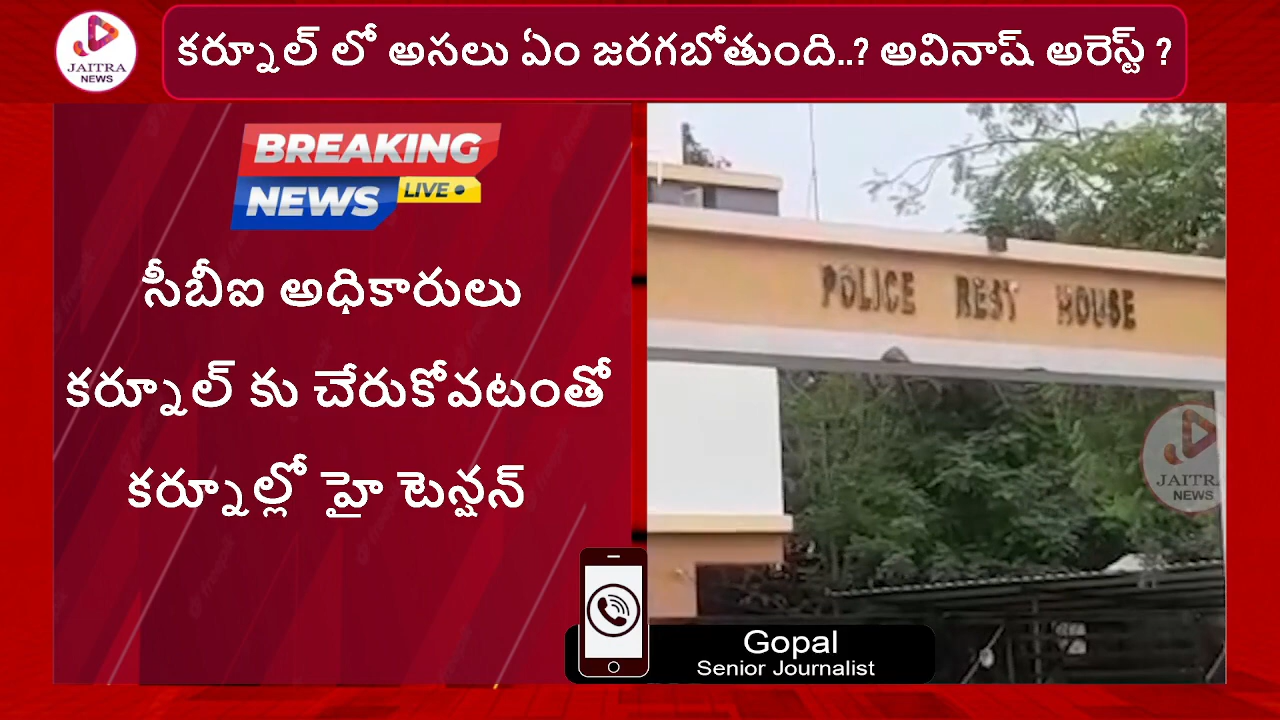 JAITRA
NEWS
కర్నూల్ లో అసలు ఏం జరగబోతుంది..? అవినాష్ అరెస్ట్ ?
BREAKING
NEWS LIVE
సీబీఐ అధికారులు
కర్నూల్ కు చేరుకోవటంతో
కర్నూల్లో హై టెన్షన్
POLICE REST HOUSE
JAITRA
NEWS
Gopal
Senior Journalist